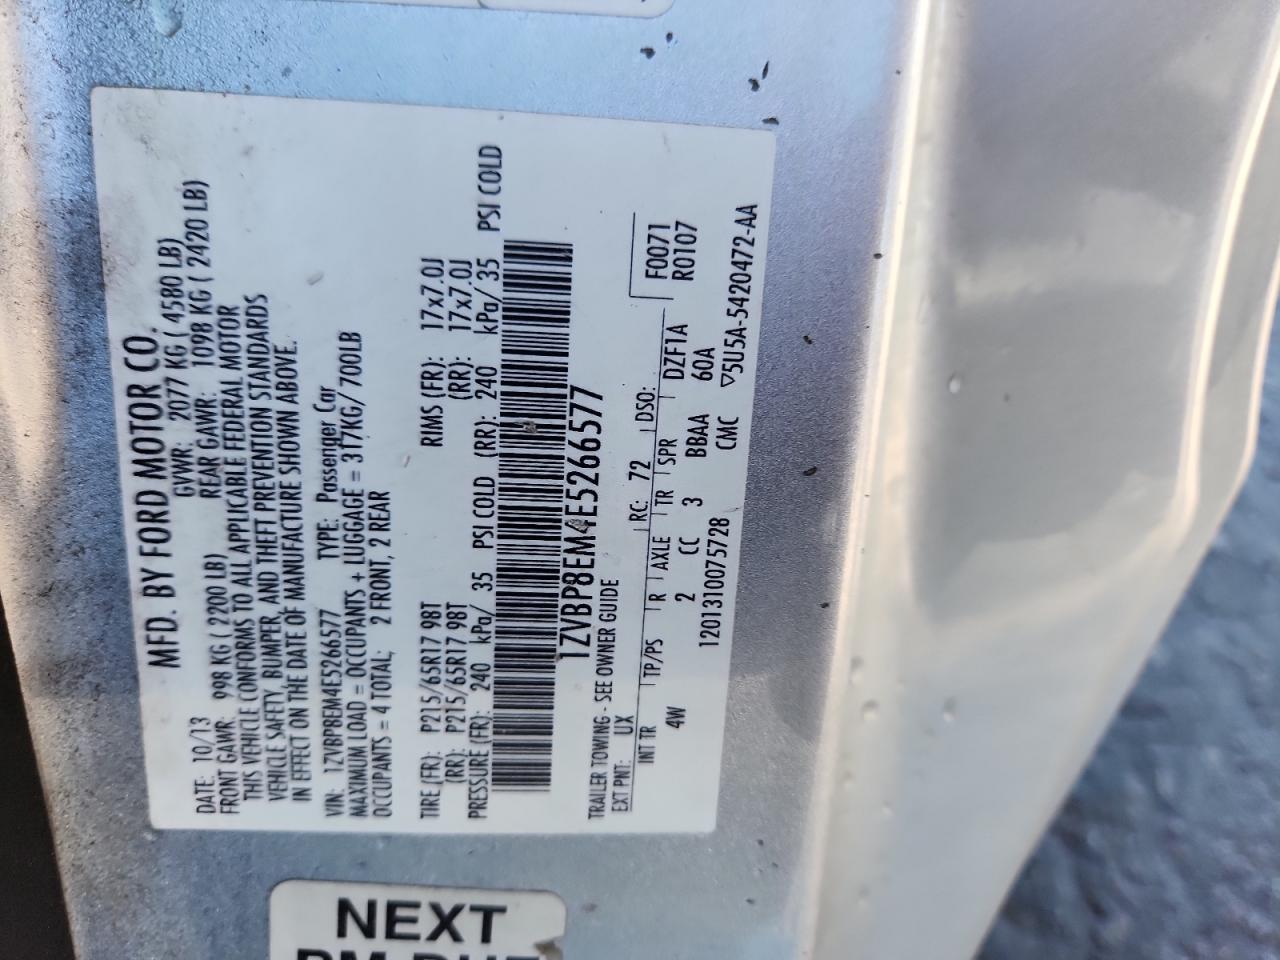 MFD. BY FORD MOTOR CO.
DATE: 10/13 GVWR: 2077 KG ( 4580 LB)
FRONT GAWR: 998 KG ( 2200 LB) REAR GAWR: 1098 KG ( 2420 LB)
THIS VEHICLE CONFORMS TO ALL APPLICABLE FEDERAL MOTOR
VEHICLE SAFETY, BUMPER, AND THEFT PREVENTION STANDARDS
IN EFFECT ON THE DATE OF MANUFACTURE SHOWN ABOVE.
VIN: 1ZVBP8EM4E5266577 TYPE: Passenger Car
MAXIMUM LOAD = OCCUPANTS + LUGGAGE = 317KG/700LB
OCCUPANTS = 4 TOTAL; 2 FRONT, 2 REAR
TIRE (FR): P215/65R17 98T RIMS (FR): 17x7.0J
(RR): P215/65R17 98T (RR): 17x7.0J
PRESSURE (FR): 240 kPa/ 35 PSI COLD (RR): 240 kPa/ 35 PSI COLD
1ZVBP8EM4E5266577
TRAILER TOWING - SEE OWNER GUIDE
EXT PNT: UX RC: 72 DSO: F0071
R0107
INT TR TP/PS R AXLE TR SPR DZF1A
4W 2 CC 3 BBAA 60A
1201310075728 CMC ▽5U5A-5420472-AA
NEXT